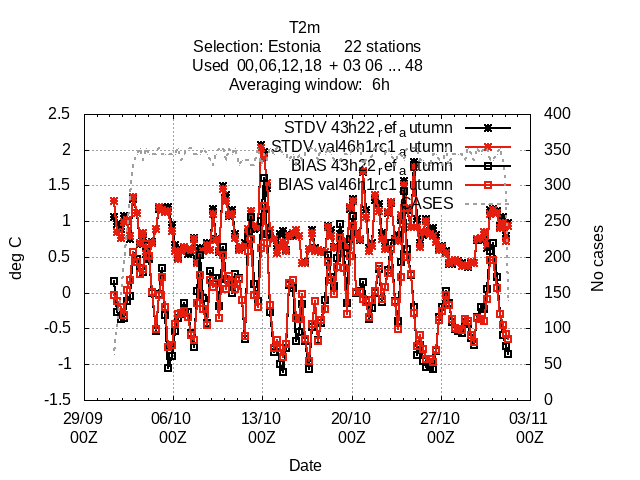 T2m
Selection: Estonia 22 stations
Used 00,06,12,18 + 03 06 ... 48
Averaging window: 6h
2.5 400
STDV 43h22_ref_autumn
STDV val46h1rc1_autumn
BIAS 43h22_ref_autumn
BIAS val46h1rc1_autumn
CASES
2 350
1.5 300
1 250
0.5 200
0 150
-0.5 100
-1 50
-1.5 0
deg C
No cases
29/09 06/10 13/10 20/10 27/10 03/11
00Z 00Z 00Z 00Z 00Z 00Z
Date